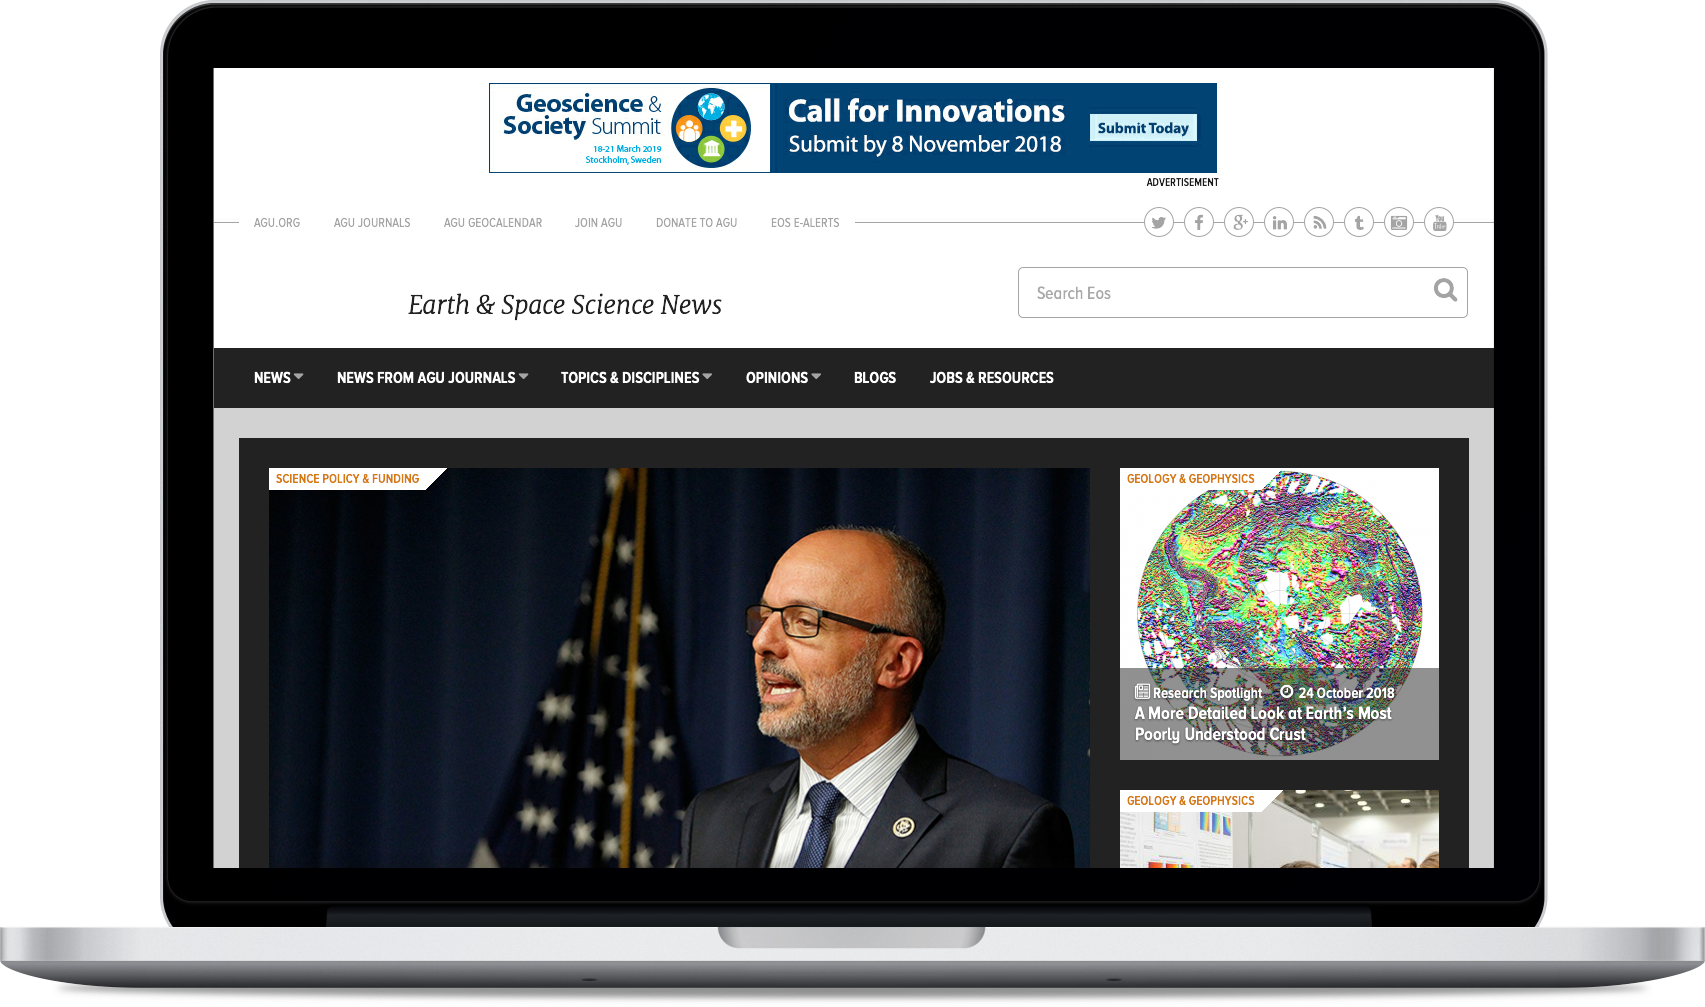 Geoscience &
Society Summit
18-21 March 2019
Stockholm, Sweden
Call for Innovations
Submit by 8 November 2018
Submit Today
ADVERTISEMENT
AGU.ORG AGU JOURNALS AGU GEOCALENDAR JOIN AGU DONATE TO AGU EOS E-ALERTS
Earth & Space Science News
Search Eos
NEWS NEWS FROM AGU JOURNALS TOPICS & DISCIPLINES OPINIONS BLOGS JOBS & RESOURCES
SCIENCE POLICY & FUNDING
GEOLOGY & GEOPHYSICS
Research Spotlight 24 October 2018
A More Detailed Look at Earth's Most
Poorly Understood Crust
GEOLOGY & GEOPHYSICS